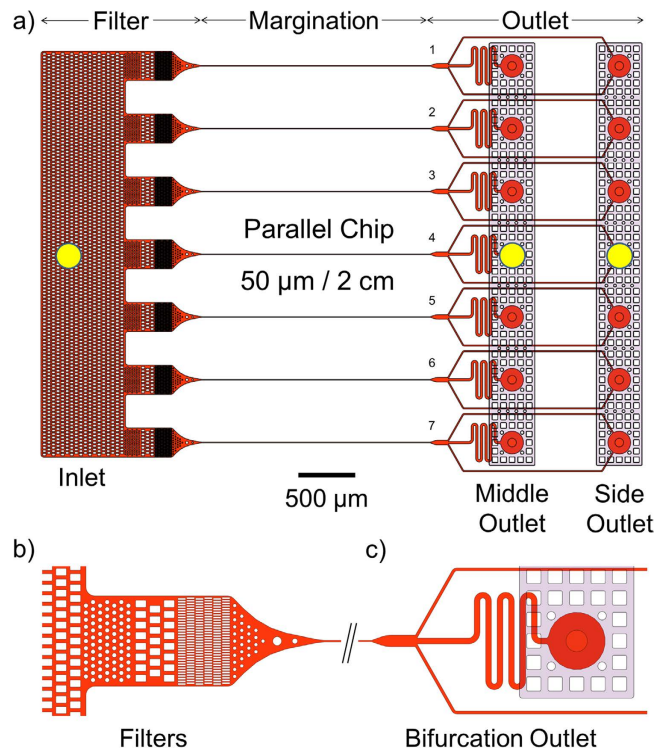 a) Filter Margination Outlet
1
2
3
Parallel Chip
4
50 µm / 2 cm
5
6
7
Inlet
500 µm
Middle Outlet
Side Outlet
b)
c)
Filters
Bifurcation Outlet